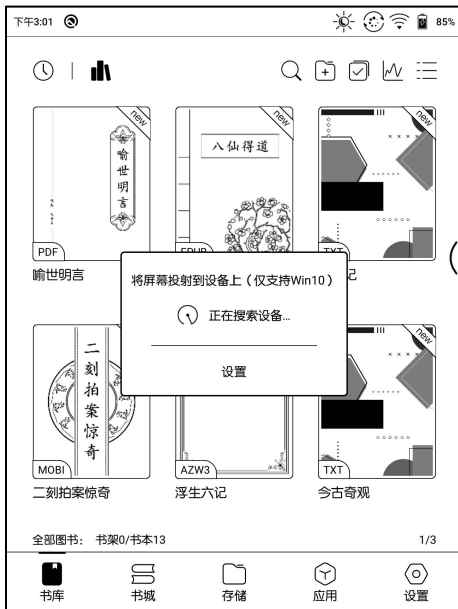 下午3:01
85%
new
new
new
喻世明言
八仙得道
PDF
喻世明言
记
将屏幕投射到设备上（仅支持Win10）
正在搜索设备...
设置
new
二刻拍案惊奇
MOBI
AZW3
TXT
二刻拍案惊奇
浮生六记
今古奇观
全部图书： 书架0/书本13
1/3
书库
书城
存储
应用
设置